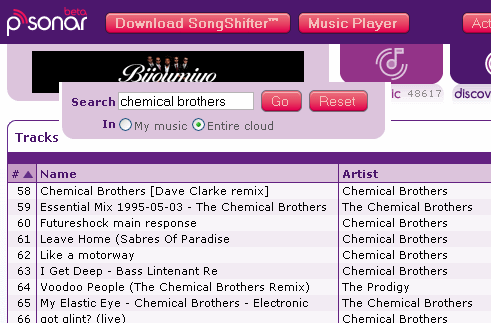 psonar beta
Download SongShifter™ Music Player Act
Bijoumiyo
Search chemical brothers Go Reset
ic 48617 discov
In My music Entire cloud
Tracks
# Name Artist
58 Chemical Brothers [Dave Clarke remix] Chemical Brothers
59 Essential Mix 1995-05-03 - The Chemical Brothers The Chemical Brothers
60 Futureshock main response Chemical Brothers
61 Leave Home (Sabres Of Paradise Chemical Brothers
62 Like a motorway Chemical Brothers
63 I Get Deep - Bass Lintenant Re Chemical Brothers
64 Voodoo People (The Chemical Brothers Remix) The Prodigy
65 My Elastic Eye - Chemical Brothers - Electronic The Chemical Brothers
66 got glint? (live) Chemical Brothers